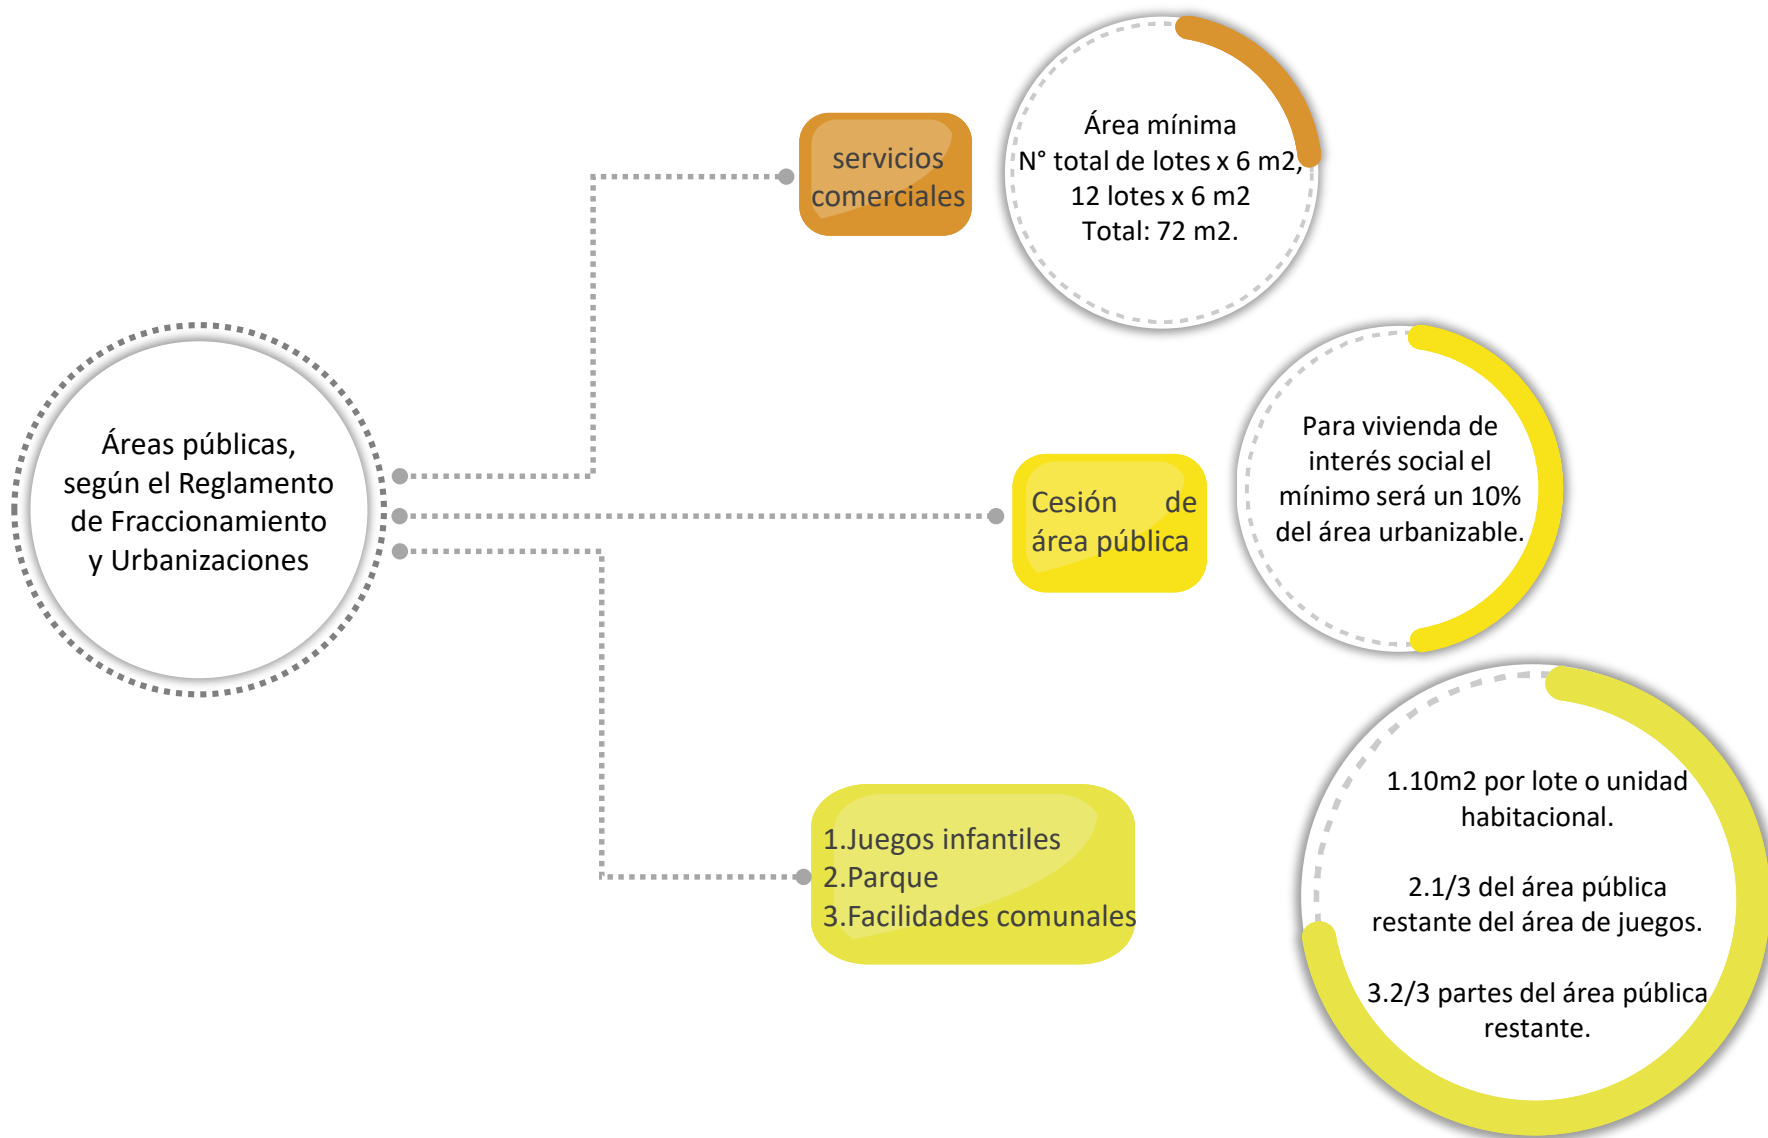 Áreas públicas,
según el Reglamento
de Fraccionamiento
y Urbanizaciones
servicios
comerciales
Área mínima
N° total de lotes x 6 m2,
12 lotes x 6 m2
Total: 72 m2.
Cesión de
área pública
Para vivienda de
interés social el
mínimo será un 10%
del área urbanizable.
1.Juegos infantiles
2.Parque
3.Facilidades comunales
1.10m2 por lote o unidad
habitacional.
2.1/3 del área pública
restante del área de juegos.
3.2/3 partes del área pública
restante.